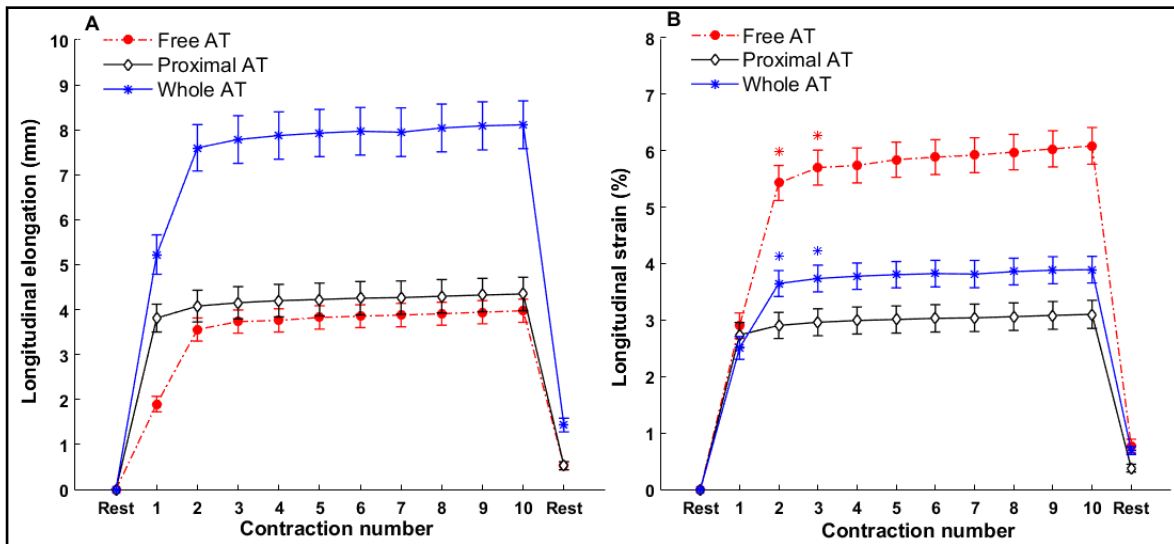 A
Free AT
Proximal AT
Whole AT
Longitudinal elongation (mm)
10
9
8
7
6
5
4
3
2
1
0
Rest 1 2 3 4 5 6 7 8 9 10 Rest
Contraction number
B
Free AT
Proximal AT
Whole AT
Longitudinal strain (%)
8
7
6
5
4
3
2
1
0
Rest 1 2 3 4 5 6 7 8 9 10 Rest
Contraction number